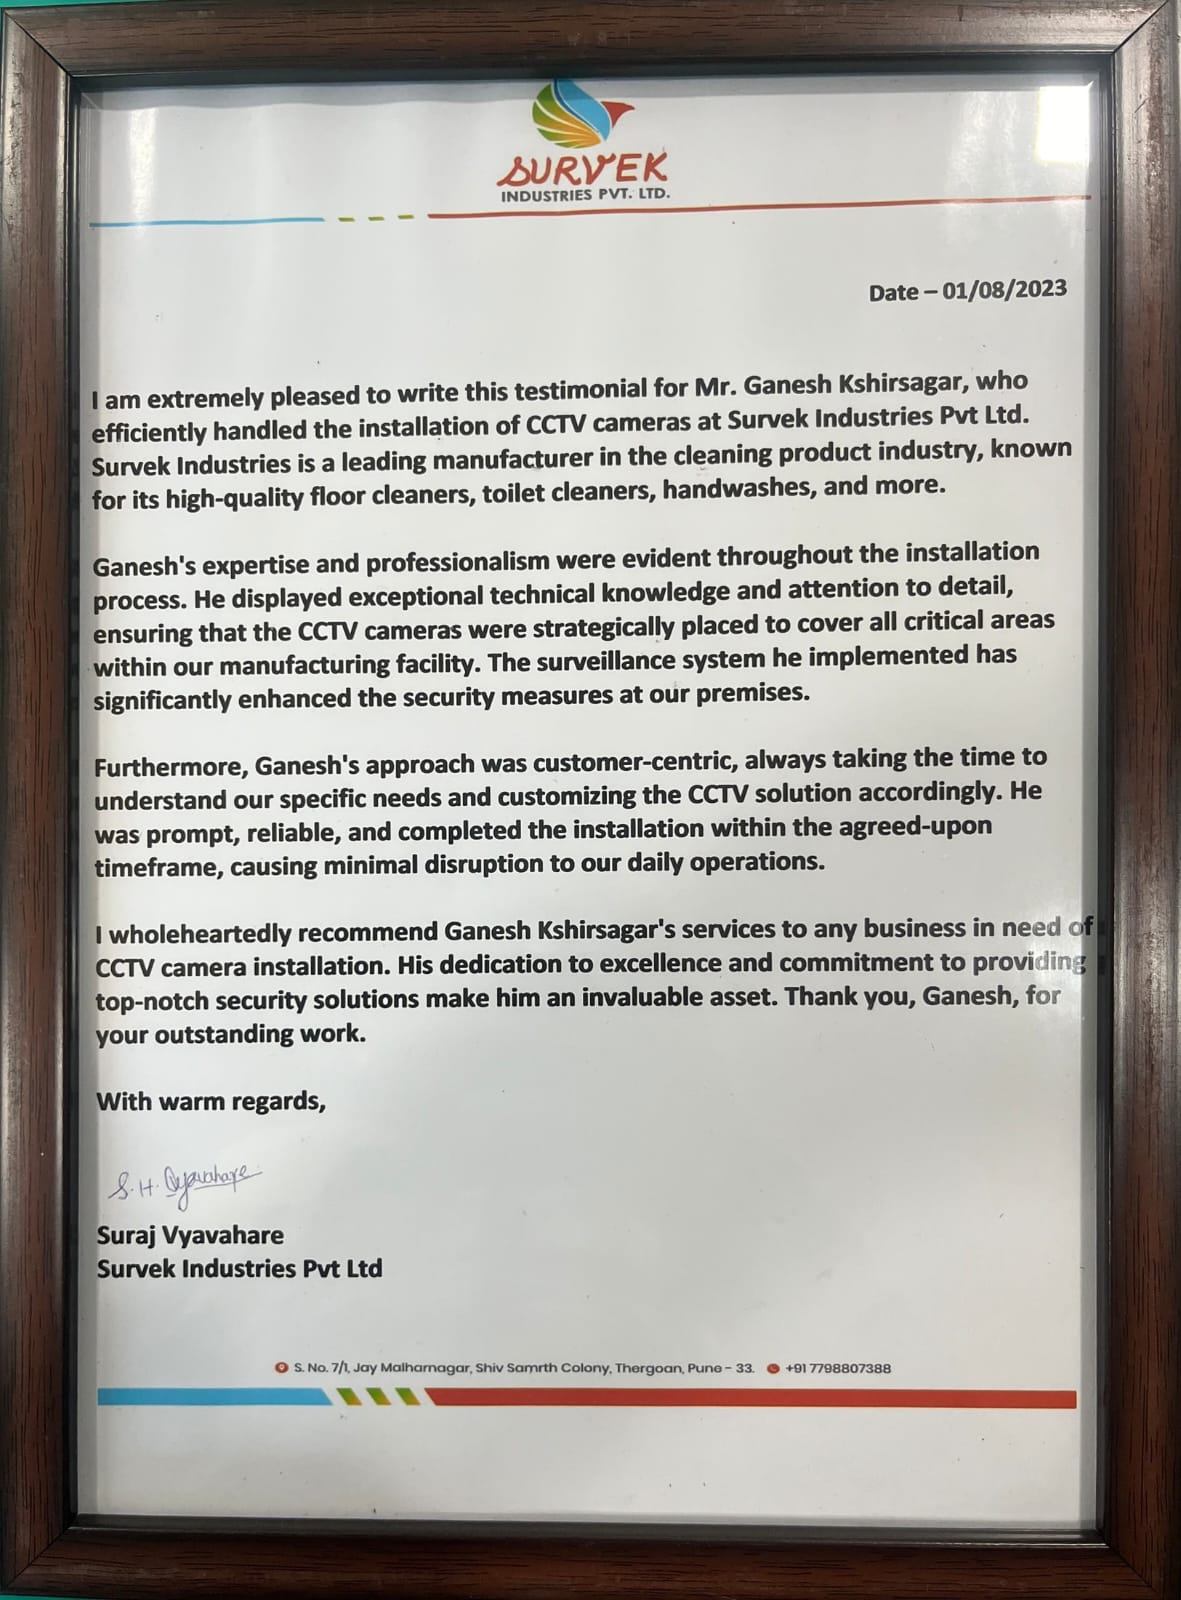 SURVEK
INDUSTRIES PVT. LTD.
Date – 01/08/2023
I am extremely pleased to write this testimonial for Mr. Ganesh Kshirsagar, who
efficiently handled the installation of CCTV cameras at Survek Industries Pvt Ltd.
Survek Industries is a leading manufacturer in the cleaning product industry, known
for its high-quality floor cleaners, toilet cleaners, handwashes, and more.
Ganesh's expertise and professionalism were evident throughout the installation
process. He displayed exceptional technical knowledge and attention to detail,
ensuring that the CCTV cameras were strategically placed to cover all critical areas
within our manufacturing facility. The surveillance system he implemented has
significantly enhanced the security measures at our premises.
Furthermore, Ganesh's approach was customer-centric, always taking the time to
understand our specific needs and customizing the CCTV solution accordingly. He
was prompt, reliable, and completed the installation within the agreed-upon
timeframe, causing minimal disruption to our daily operations.
I wholeheartedly recommend Ganesh Kshirsagar's services to any business in need of
CCTV camera installation. His dedication to excellence and commitment to providing
top-notch security solutions make him an invaluable asset. Thank you, Ganesh, for
your outstanding work.
With warm regards,
S. H. Vyavahare
Suraj Vyavahare
Survek Industries Pvt Ltd
S. No. 7/1, Jay Malharnagar, Shiv Samrth Colony, Thergoan, Pune - 33. +91 7798807388